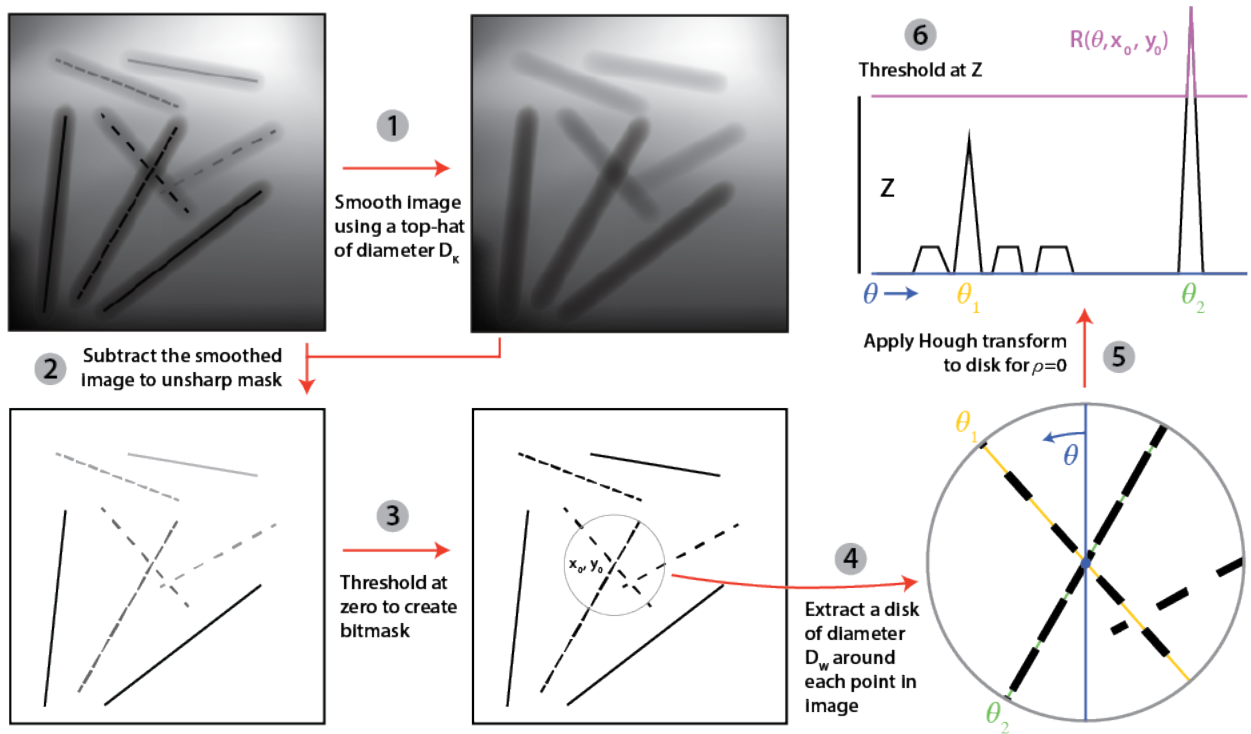 1
Smooth image
using a top-hat
of diameter Dκ
2
Subtract the smoothed
image to unsharp mask
3
Threshold at
zero to create
bitmask
x₀, y₀
4
Extract a disk
of diameter
D_W around
each point in
image
θ₁
θ
θ₂
5
Apply Hough transform
to disk for ρ=0
6
Threshold at Z
R(θ, x₀, y₀)
Z
θ
θ₁
θ₂